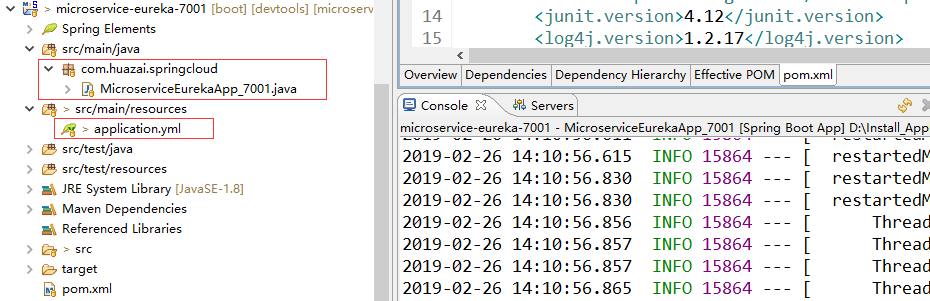 microservice-eureka-7001 [boot] [devtools] [microserv
Spring Elements
src/main/java
com.huazai.springcloud
MicroserviceEurekaApp_7001.java
src/main/resources
application.yml
src/test/java
src/test/resources
JRE System Library [JavaSE-1.8]
Maven Dependencies
Referenced Libraries
src
target
pom.xml
14 <junit.version>4.12</junit.version>
15 <log4j.version>1.2.17</log4j.version>
Overview Dependencies Dependency Hierarchy Effective POM pom.xml
Console Servers
microservice-eureka-7001 - MicroserviceEurekaApp_7001 [Spring Boot App] D:\Install_App
2019-02-26 14:10:56.615 INFO 15864 --- [ restartedM
2019-02-26 14:10:56.830 INFO 15864 --- [ restartedM
2019-02-26 14:10:56.830 INFO 15864 --- [ restartedM
2019-02-26 14:10:56.856 INFO 15864 --- [ Thread
2019-02-26 14:10:56.857 INFO 15864 --- [ Thread
2019-02-26 14:10:56.857 INFO 15864 --- [ Thread
2019-02-26 14:10:56.865 INFO 15864 --- [ Thread